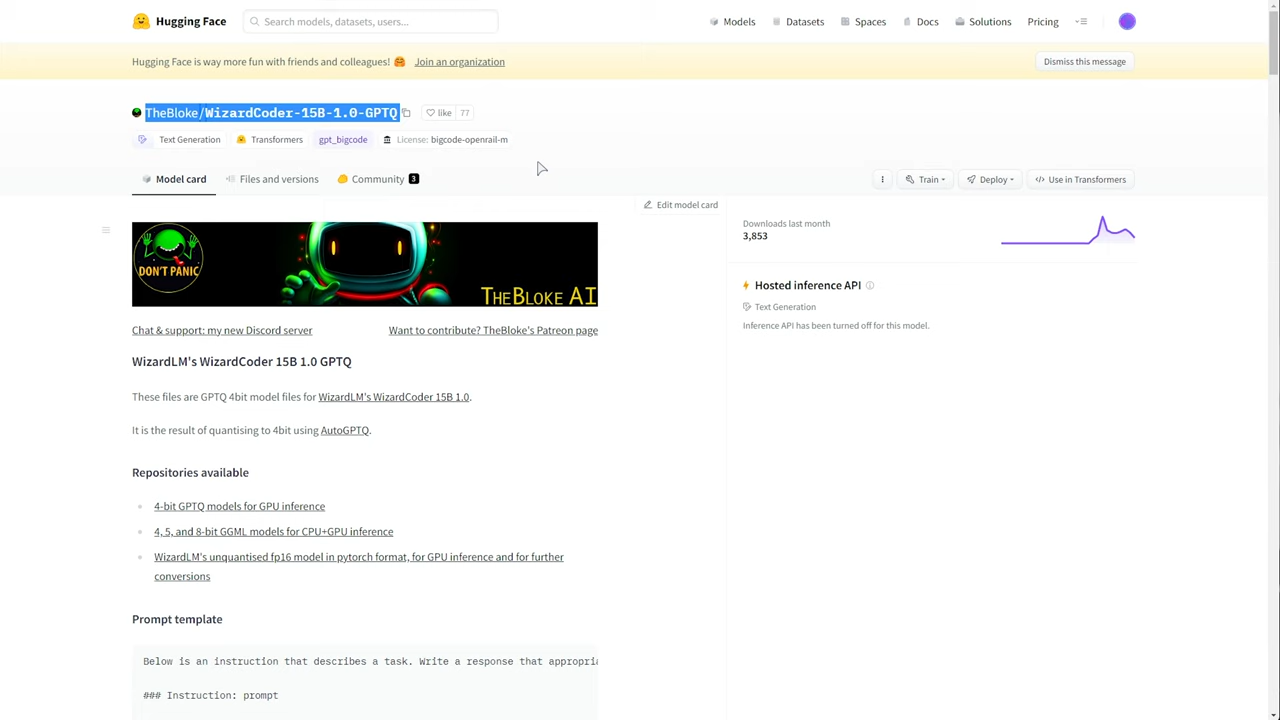 Hugging Face
Search models, datasets, users...
Models
Datasets
Spaces
Docs
Solutions
Pricing
Hugging Face is way more fun with friends and colleagues! 🤗 Join an organization
Dismiss this message
TheBloke/WizardCoder-15B-1.0-GPTQ
like 77
Text Generation
Transformers
gpt_bigcode
License: bigcode-openrail-m
Model card
Files and versions
Community 3
Train
Deploy
Use in Transformers
Edit model card
DON'T PANIC
THEBLOKE AI
Chat & support: my new Discord server
Want to contribute? TheBloke's Patreon page
WizardLM's WizardCoder 15B 1.0 GPTQ
These files are GPTQ 4bit model files for WizardLM's WizardCoder 15B 1.0.
It is the result of quantising to 4bit using AutoGPTQ.
Repositories available
4-bit GPTQ models for GPU inference
4, 5, and 8-bit GGML models for CPU+GPU inference
WizardLM's unquantised fp16 model in pytorch format, for GPU inference and for further
conversions
Prompt template
Below is an instruction that describes a task. Write a response that appropria
### Instruction: prompt
Downloads last month
3,853
Hosted inference API
Text Generation
Inference API has been turned off for this model.